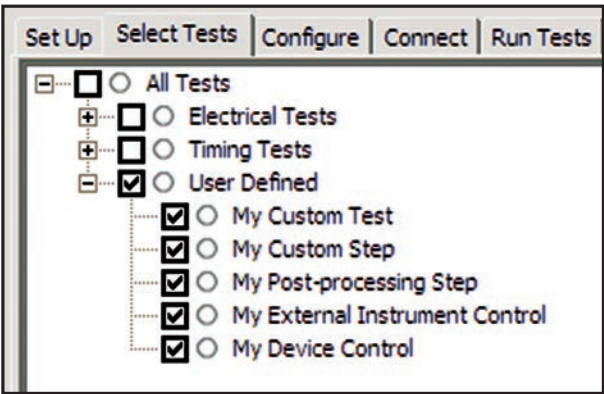 Set Up Select Tests Configure Connect Run Tests
All Tests
Electrical Tests
Timing Tests
User Defined
My Custom Test
My Custom Step
My Post-processing Step
My External Instrument Control
My Device Control